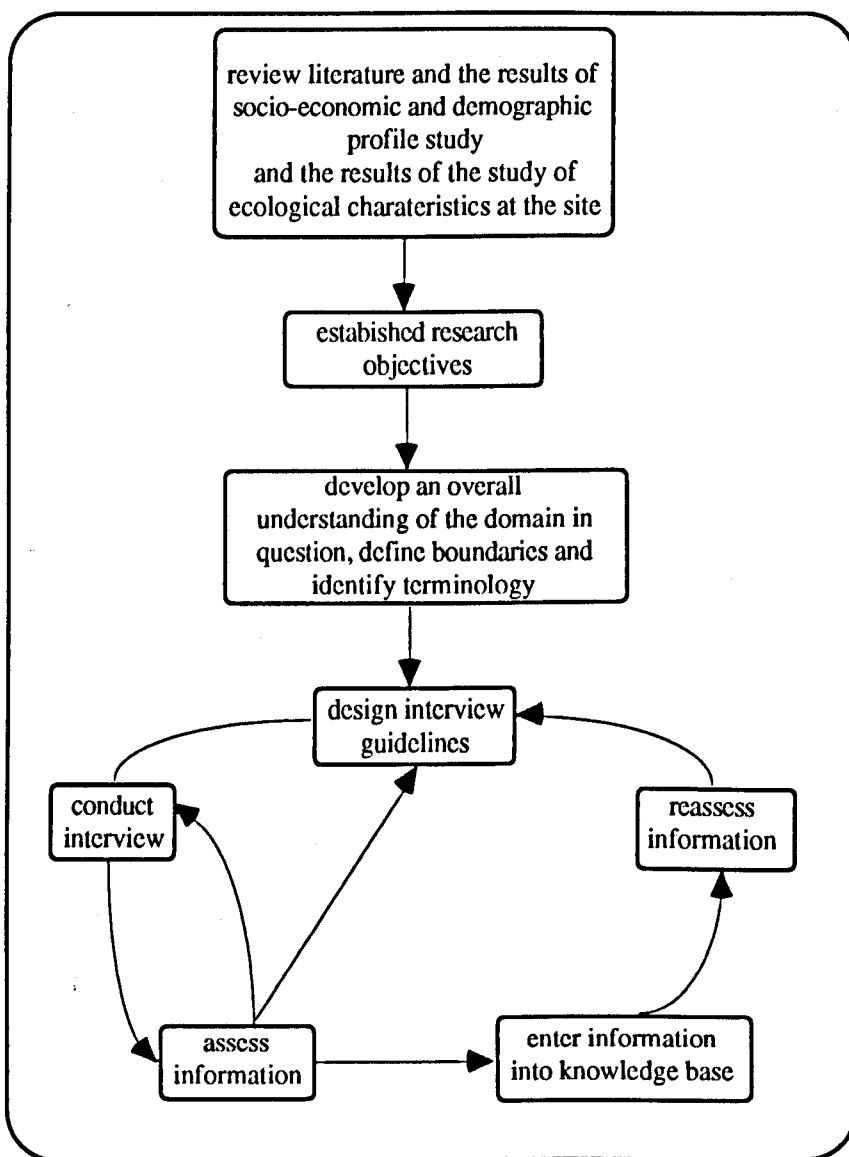 review literature and the results of
socio-economic and demographic
profile study
and the results of the study of
ecological charateristics at the site
estabished research
objectives
develop an overall
understanding of the domain in
question, define boundaries and
identify terminology
design interview
guidelines
conduct
interview
reassess
information
assess
information
enter information
into knowledge base